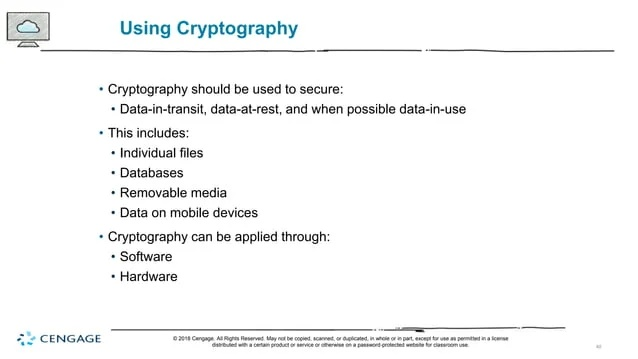 Using Cryptography
• Cryptography should be used to secure:
• Data-in-transit, data-at-rest, and when possible data-in-use
• This includes:
• Individual files
• Databases
• Removable media
• Data on mobile devices
• Cryptography can be applied through:
• Software
• Hardware
CENGAGE
© 2018 Cengage. All Rights Reserved. May not be copied, scanned, or duplicated, in whole or in part, except for use as permitted in a license
distributed with a certain product or service or otherwise on a password-protected website for classroom use.